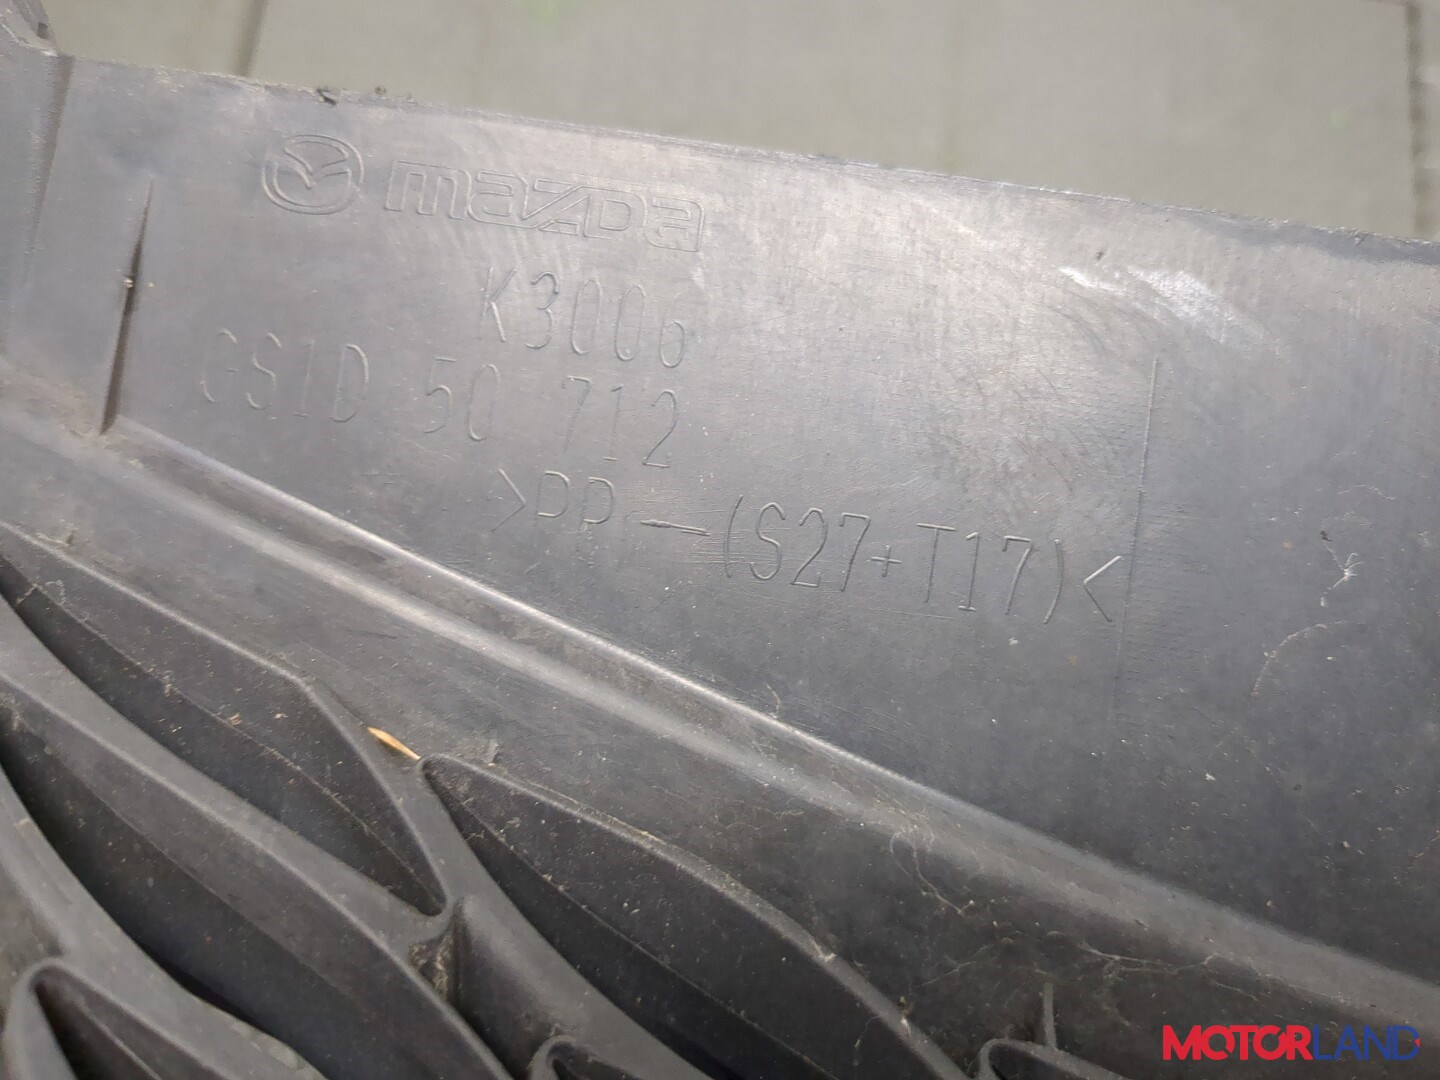 mazda
K3006
GS1D 50 712
>PP-(S27+T17)<
MOTORLAND